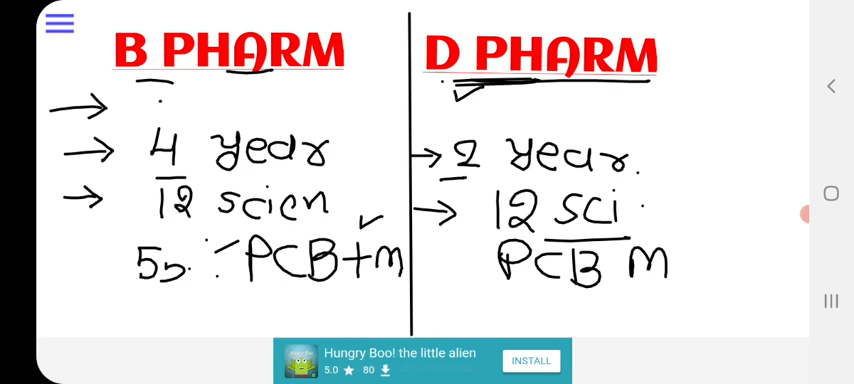 B PHARM
→
→ 4 year
→ 12 scien
50 % PCB+M
D PHARM
→ 2 year.
→ 12 sci
PCB M
Hungry Boo! the little alien
5.0 ★ 80
INSTALL